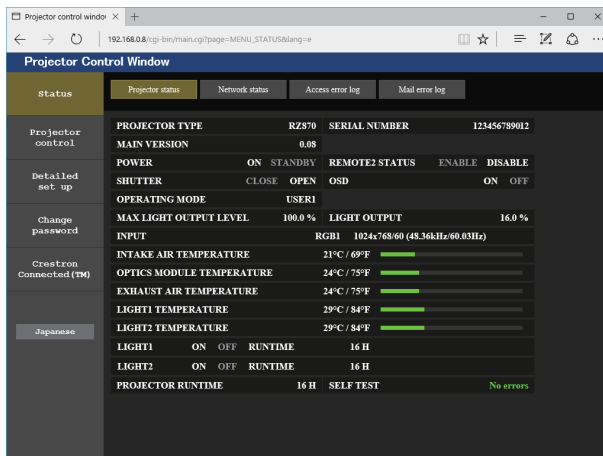 Projector control windov
192.168.0.8/cgi-bin/main.cgi?page=MENU_STATUS&lang=e
Projector Control Window
Status
Projector status
Network status
Access error log
Mail error log
Projector control
Detailed set up
Change password
Crestron Connected(TM)
Japanese
PROJECTOR TYPE RZ870 SERIAL NUMBER 123456789012
MAIN VERSION 0.08
POWER ON STANDBY REMOTE2 STATUS ENABLE DISABLE
SHUTTER CLOSE OPEN OSD ON OFF
OPERATING MODE USER1
MAX LIGHT OUTPUT LEVEL 100.0 % LIGHT OUTPUT 16.0 %
INPUT RGB1 1024x768/60 (48.36kHz/60.03Hz)
INTAKE AIR TEMPERATURE 21°C / 69°F
OPTICS MODULE TEMPERATURE 24°C / 75°F
EXHAUST AIR TEMPERATURE 24°C / 75°F
LIGHT1 TEMPERATURE 29°C / 84°F
LIGHT2 TEMPERATURE 29°C / 84°F
LIGHT1 ON OFF RUNTIME 16 H
LIGHT2 ON OFF RUNTIME 16 H
PROJECTOR RUNTIME 16 H SELF TEST No errors